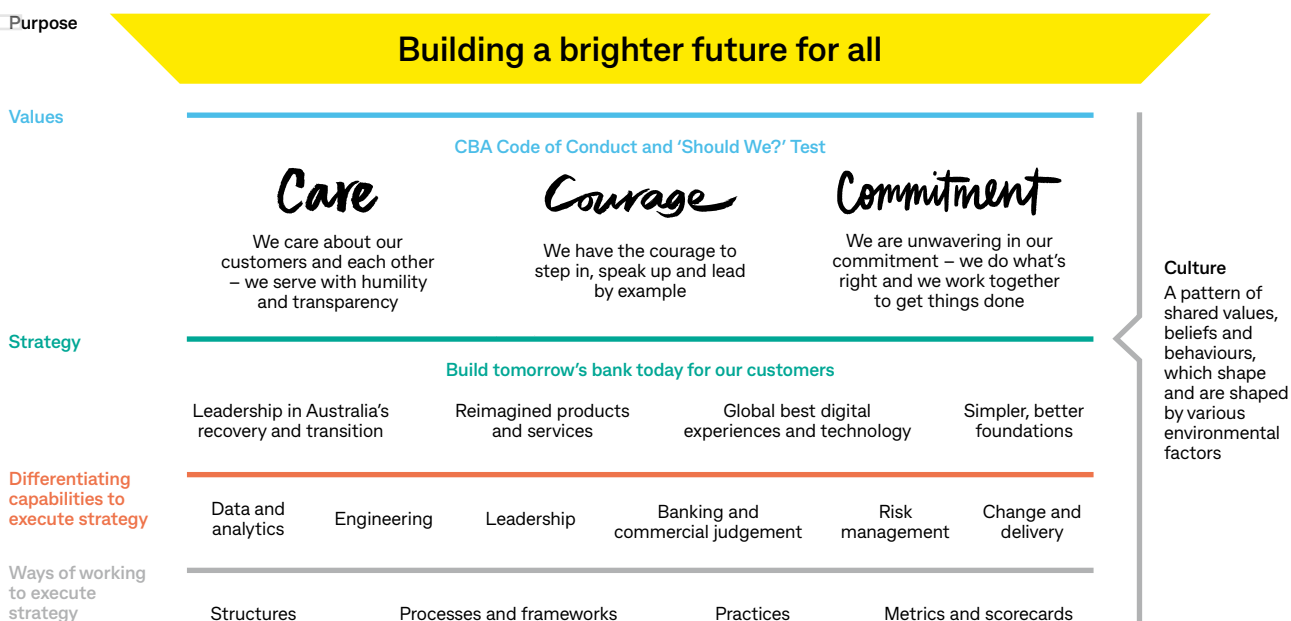 Purpose
Building a brighter future for all
Values
CBA Code of Conduct and ‘Should We?’ Test
Care
We care about our
customers and each other
– we serve with humility
and transparency
Courage
We have the courage to
step in, speak up and lead
by example
Commitment
We are unwavering in our
commitment – we do what’s
right and we work together
to get things done
Culture
A pattern of
shared values,
beliefs and
behaviours,
which shape
and are shaped
by various
environmental
factors
Strategy
Build tomorrow’s bank today for our customers
Leadership in Australia’s
recovery and transition
Reimagined products
and services
Global best digital
experiences and technology
Simpler, better
foundations
Differentiating
capabilities to
execute strategy
Data and
analytics
Engineering
Leadership
Banking and
commercial judgement
Risk
management
Change and
delivery
Ways of working
to execute
strategy
Structures
Processes and frameworks
Practices
Metrics and scorecards